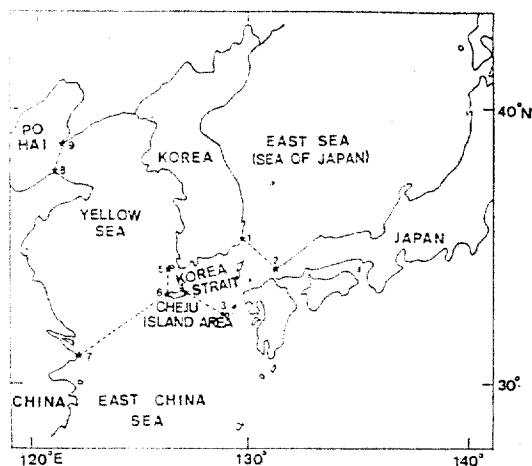 40°N
PO
HAI
9
8
KOREA
EAST SEA
(SEA OF JAPAN)
YELLOW
SEA
1
2
JAPAN
5
KOREA
STRAIT
6
4
3
CHEJU
ISLAND AREA
7
30°
CHINA
EAST CHINA
SEA
120°E
130°
140°